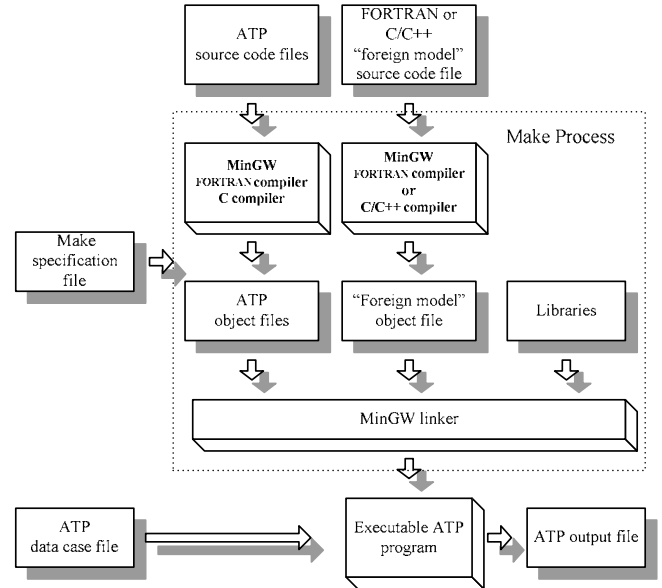 ATP
source code files
FORTRAN or
C/C++
“foreign model”
source code file
Make Process
MinGW
FORTRAN compiler
C compiler
MinGW
FORTRAN compiler
or
C/C++ compiler
Make
specification
file
ATP
object files
“Foreign model”
object file
Libraries
MinGW linker
ATP
data case file
Executable ATP
program
ATP output file